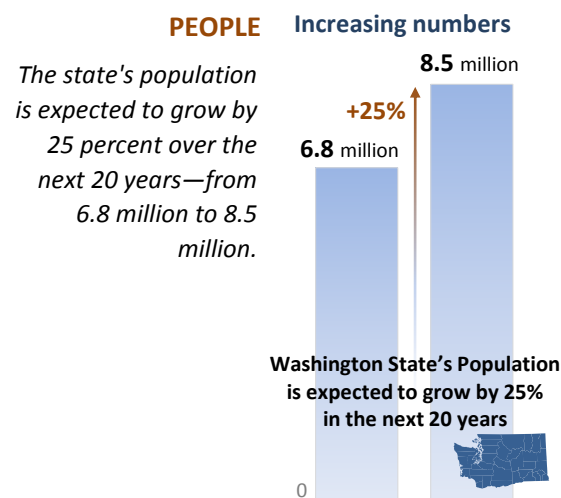 PEOPLE
The state's population
is expected to grow by
25 percent over the
next 20 years—from
6.8 million to 8.5
million.
Increasing numbers
8.5 million
+25%
6.8 million
Washington State’s Population
is expected to grow by 25%
in the next 20 years
0